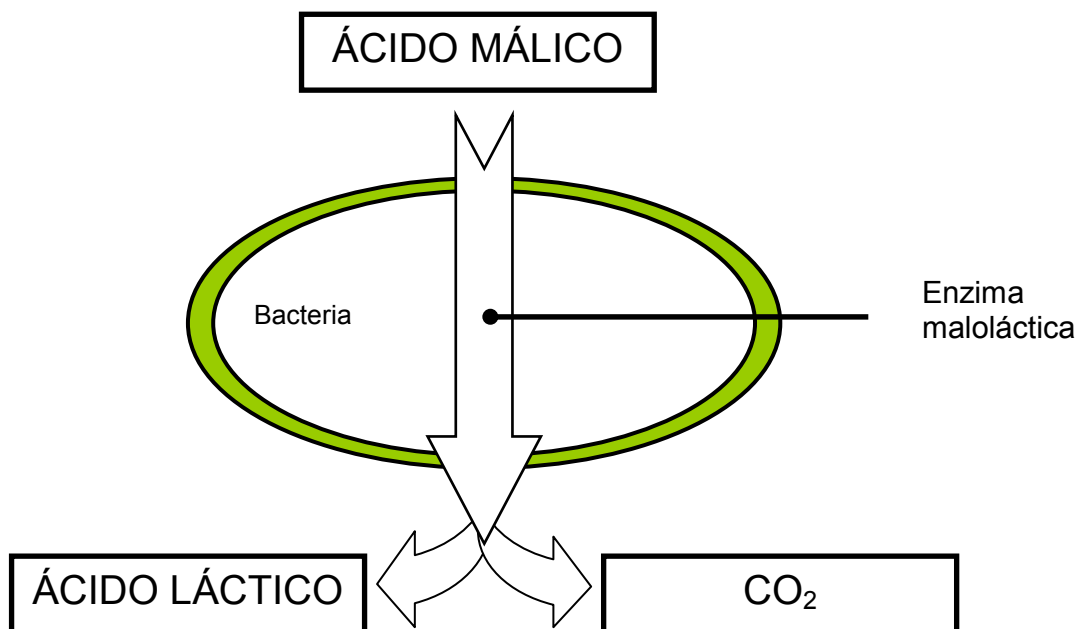 ÁCIDO MÁLICO
Bacteria
Enzima
maloláctica
ÁCIDO LÁCTICO
CO₂